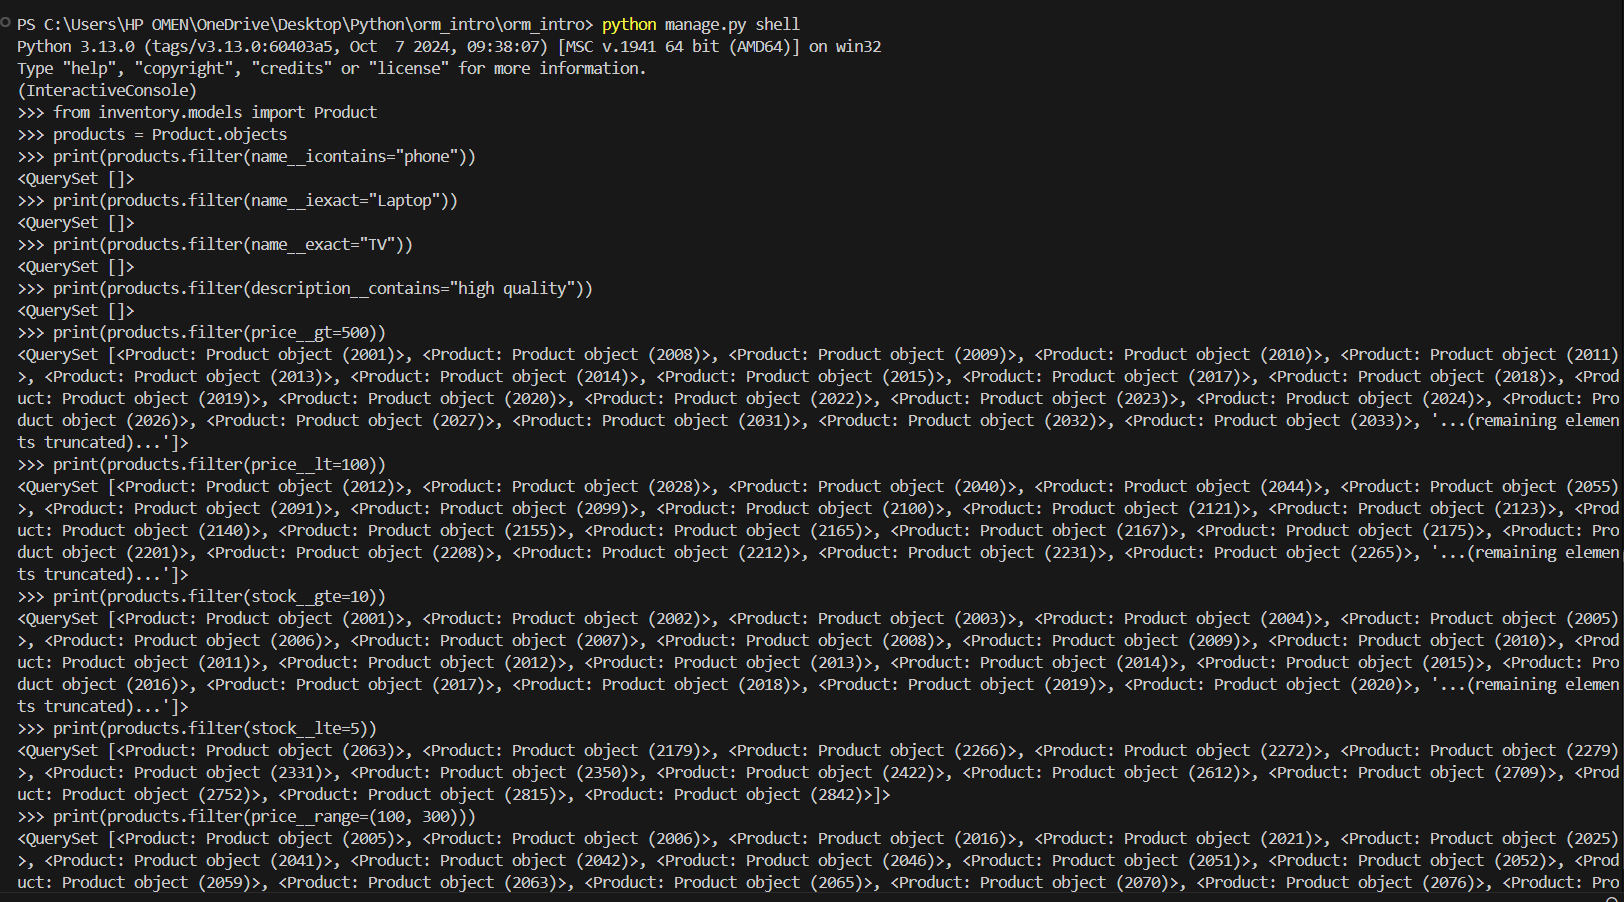 PS C:\Users\HP OMEN\OneDrive\Desktop\Python\orm_intro\orm_intro> python manage.py shell
Python 3.13.0 (tags/v3.13.0:60403a5, Oct  7 2024, 09:38:07) [MSC v.1941 64 bit (AMD64)] on win32
Type "help", "copyright", "credits" or "license" for more information.
(InteractiveConsole)
>>> from inventory.models import Product
>>> products = Product.objects
>>> print(products.filter(name__icontains="phone"))
<QuerySet []>
>>> print(products.filter(name__iexact="Laptop"))
<QuerySet []>
>>> print(products.filter(name__exact="TV"))
<QuerySet []>
>>> print(products.filter(description__contains="high quality"))
<QuerySet []>
>>> print(products.filter(price__gt=500))
<QuerySet [<Product: Product object (2001)>, <Product: Product object (2008)>, <Product: Product object (2009)>, <Product: Product object (2010)>, <Product: Product object (2011)
>, <Product: Product object (2013)>, <Product: Product object (2014)>, <Product: Product object (2015)>, <Product: Product object (2017)>, <Product: Product object (2018)>, <Prod
uct: Product object (2019)>, <Product: Product object (2020)>, <Product: Product object (2022)>, <Product: Product object (2023)>, <Product: Product object (2024)>, <Product: Pro
duct object (2026)>, <Product: Product object (2027)>, <Product: Product object (2031)>, <Product: Product object (2032)>, <Product: Product object (2033)>, '...(remaining elemen
ts truncated)...']>
>>> print(products.filter(price__lt=100))
<QuerySet [<Product: Product object (2012)>, <Product: Product object (2028)>, <Product: Product object (2040)>, <Product: Product object (2044)>, <Product: Product object (2055)
>, <Product: Product object (2091)>, <Product: Product object (2099)>, <Product: Product object (2100)>, <Product: Product object (2121)>, <Product: Product object (2123)>, <Prod
uct: Product object (2140)>, <Product: Product object (2155)>, <Product: Product object (2165)>, <Product: Product object (2167)>, <Product: Product object (2175)>, <Product: Pro
duct object (2201)>, <Product: Product object (2208)>, <Product: Product object (2212)>, <Product: Product object (2231)>, <Product: Product object (2265)>, '...(remaining elemen
ts truncated)...']>
>>> print(products.filter(stock__gte=10))
<QuerySet [<Product: Product object (2001)>, <Product: Product object (2002)>, <Product: Product object (2003)>, <Product: Product object (2004)>, <Product: Product object (2005)
>, <Product: Product object (2006)>, <Product: Product object (2007)>, <Product: Product object (2008)>, <Product: Product object (2009)>, <Product: Product object (2010)>, <Prod
uct: Product object (2011)>, <Product: Product object (2012)>, <Product: Product object (2013)>, <Product: Product object (2014)>, <Product: Product object (2015)>, <Product: Pro
duct object (2016)>, <Product: Product object (2017)>, <Product: Product object (2018)>, <Product: Product object (2019)>, <Product: Product object (2020)>, '...(remaining elemen
ts truncated)...']>
>>> print(products.filter(stock__lte=5))
<QuerySet [<Product: Product object (2063)>, <Product: Product object (2179)>, <Product: Product object (2266)>, <Product: Product object (2272)>, <Product: Product object (2279)
>, <Product: Product object (2331)>, <Product: Product object (2350)>, <Product: Product object (2422)>, <Product: Product object (2612)>, <Product: Product object (2709)>, <Prod
uct: Product object (2752)>, <Product: Product object (2815)>, <Product: Product object (2842)>]>
>>> print(products.filter(price__range=(100, 300)))
<QuerySet [<Product: Product object (2005)>, <Product: Product object (2006)>, <Product: Product object (2016)>, <Product: Product object (2021)>, <Product: Product object (2025)
>, <Product: Product object (2041)>, <Product: Product object (2042)>, <Product: Product object (2046)>, <Product: Product object (2051)>, <Product: Product object (2052)>, <Prod
uct: Product object (2059)>, <Product: Product object (2063)>, <Product: Product object (2065)>, <Product: Product object (2070)>, <Product: Product object (2076)>, <Product: Pro